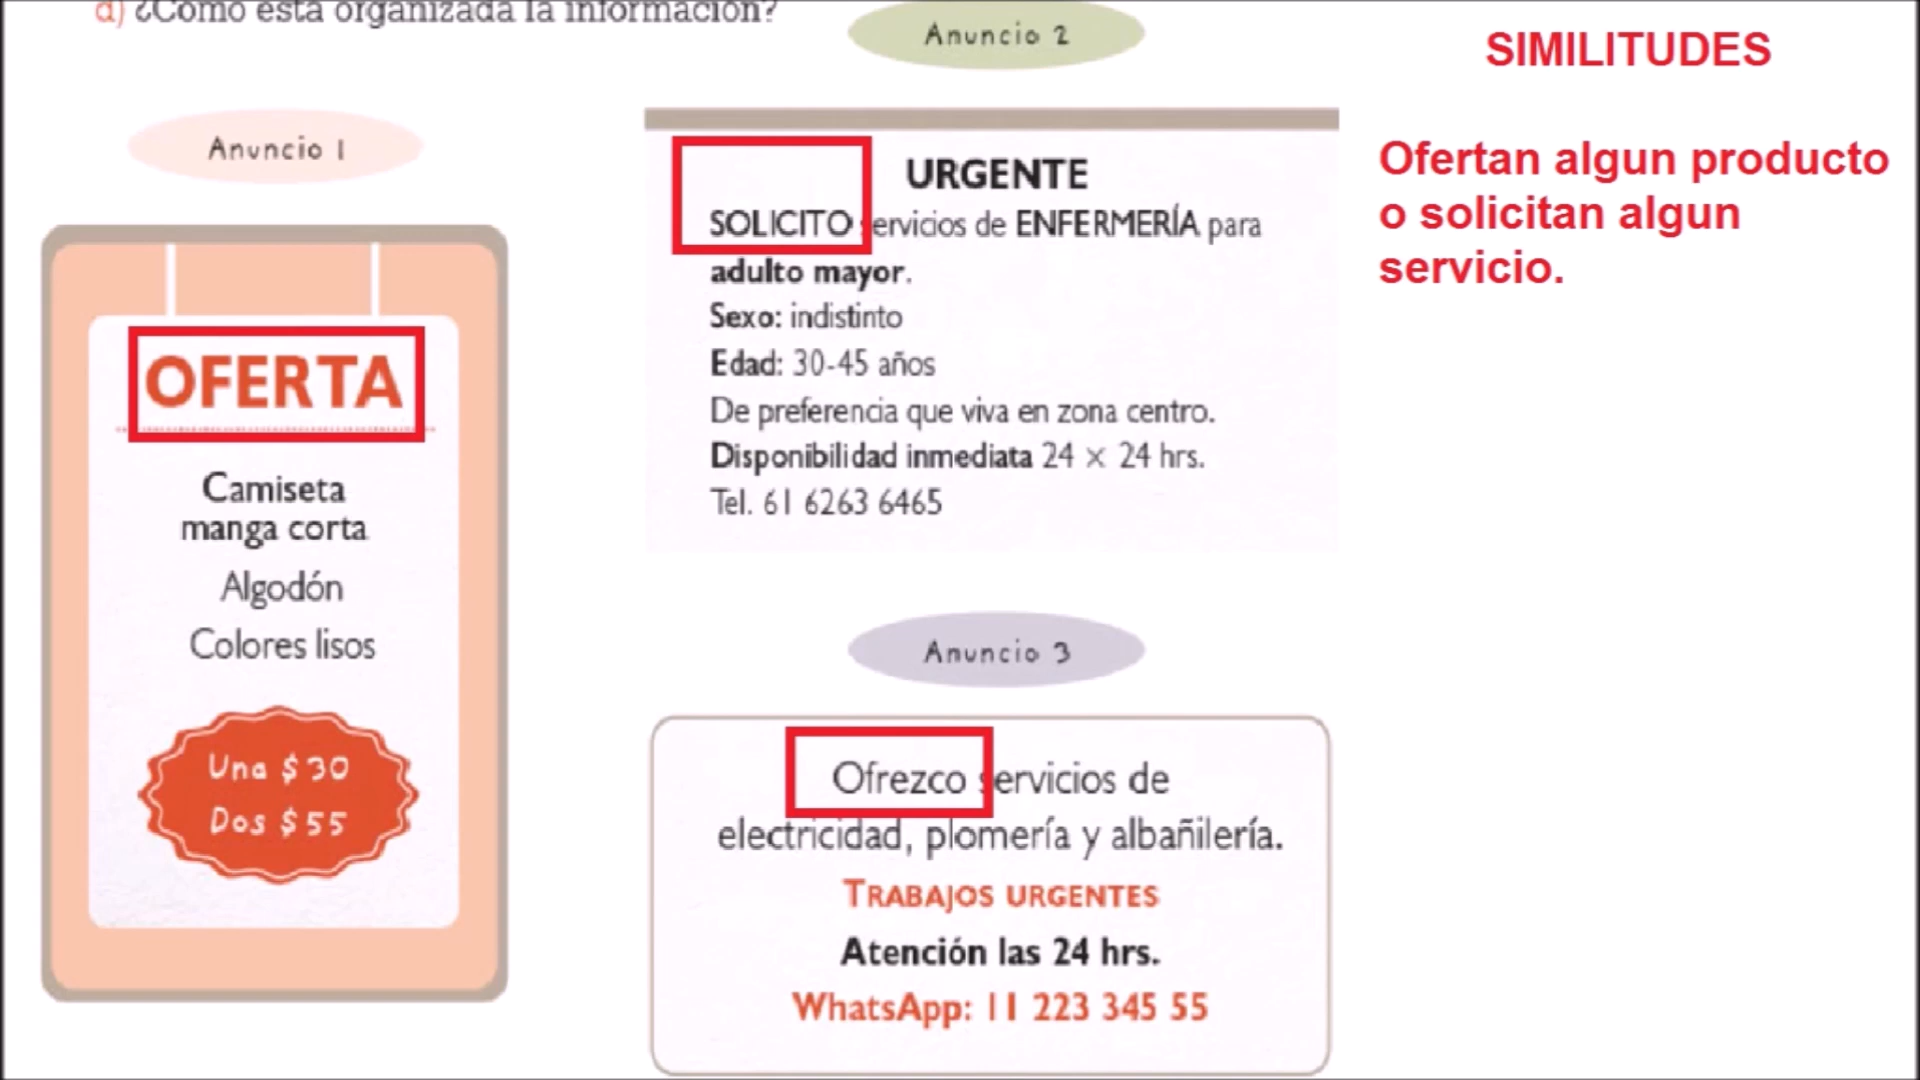 d) ¿Cómo está organizada la información?
Anuncio 1
OFERTA
Camiseta
manga corta
Algodón
Colores lisos
Una $30
Dos $55
Anuncio 2
URGENTE
SOLICITO servicios de ENFERMERÍA para
adulto mayor.
Sexo: indistinto
Edad: 30-45 años
De preferencia que viva en zona centro.
Disponibilidad inmediata 24 × 24 hrs.
Tel. 61 6263 6465
Anuncio 3
Ofrezco servicios de
electricidad, plomería y albañilería.
TRABAJOS URGENTES
Atención las 24 hrs.
WhatsApp: 11 223 345 55
SIMILITUDES
Ofertan algun producto
o solicitan algun
servicio.